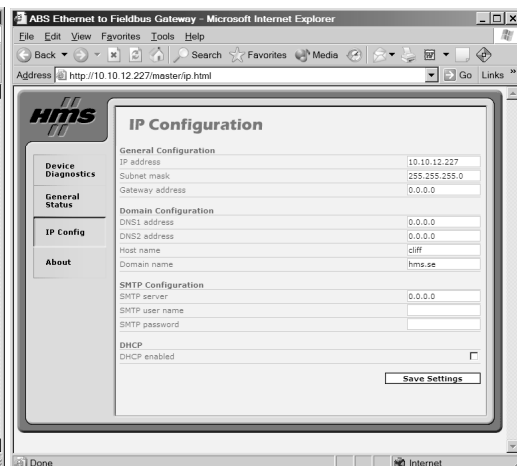 ABS Ethernet to Fieldbus Gateway - Microsoft Internet Explorer
File Edit View Favorites Tools Help
Back Search Favorites Media
Address http://10.10.12.227/master/ip.html Go Links »
HMS
IP Configuration
Device Diagnostics
General Status
IP Config
About
General Configuration
IP address 10.10.12.227
Subnet mask 255.255.255.0
Gateway address 0.0.0.0
Domain Configuration
DNS1 address 0.0.0.0
DNS2 address 0.0.0.0
Host name cliff
Domain name hms.se
SMTP Configuration
SMTP server 0.0.0.0
SMTP user name
SMTP password
DHCP
DHCP enabled
Save Settings
Done Internet